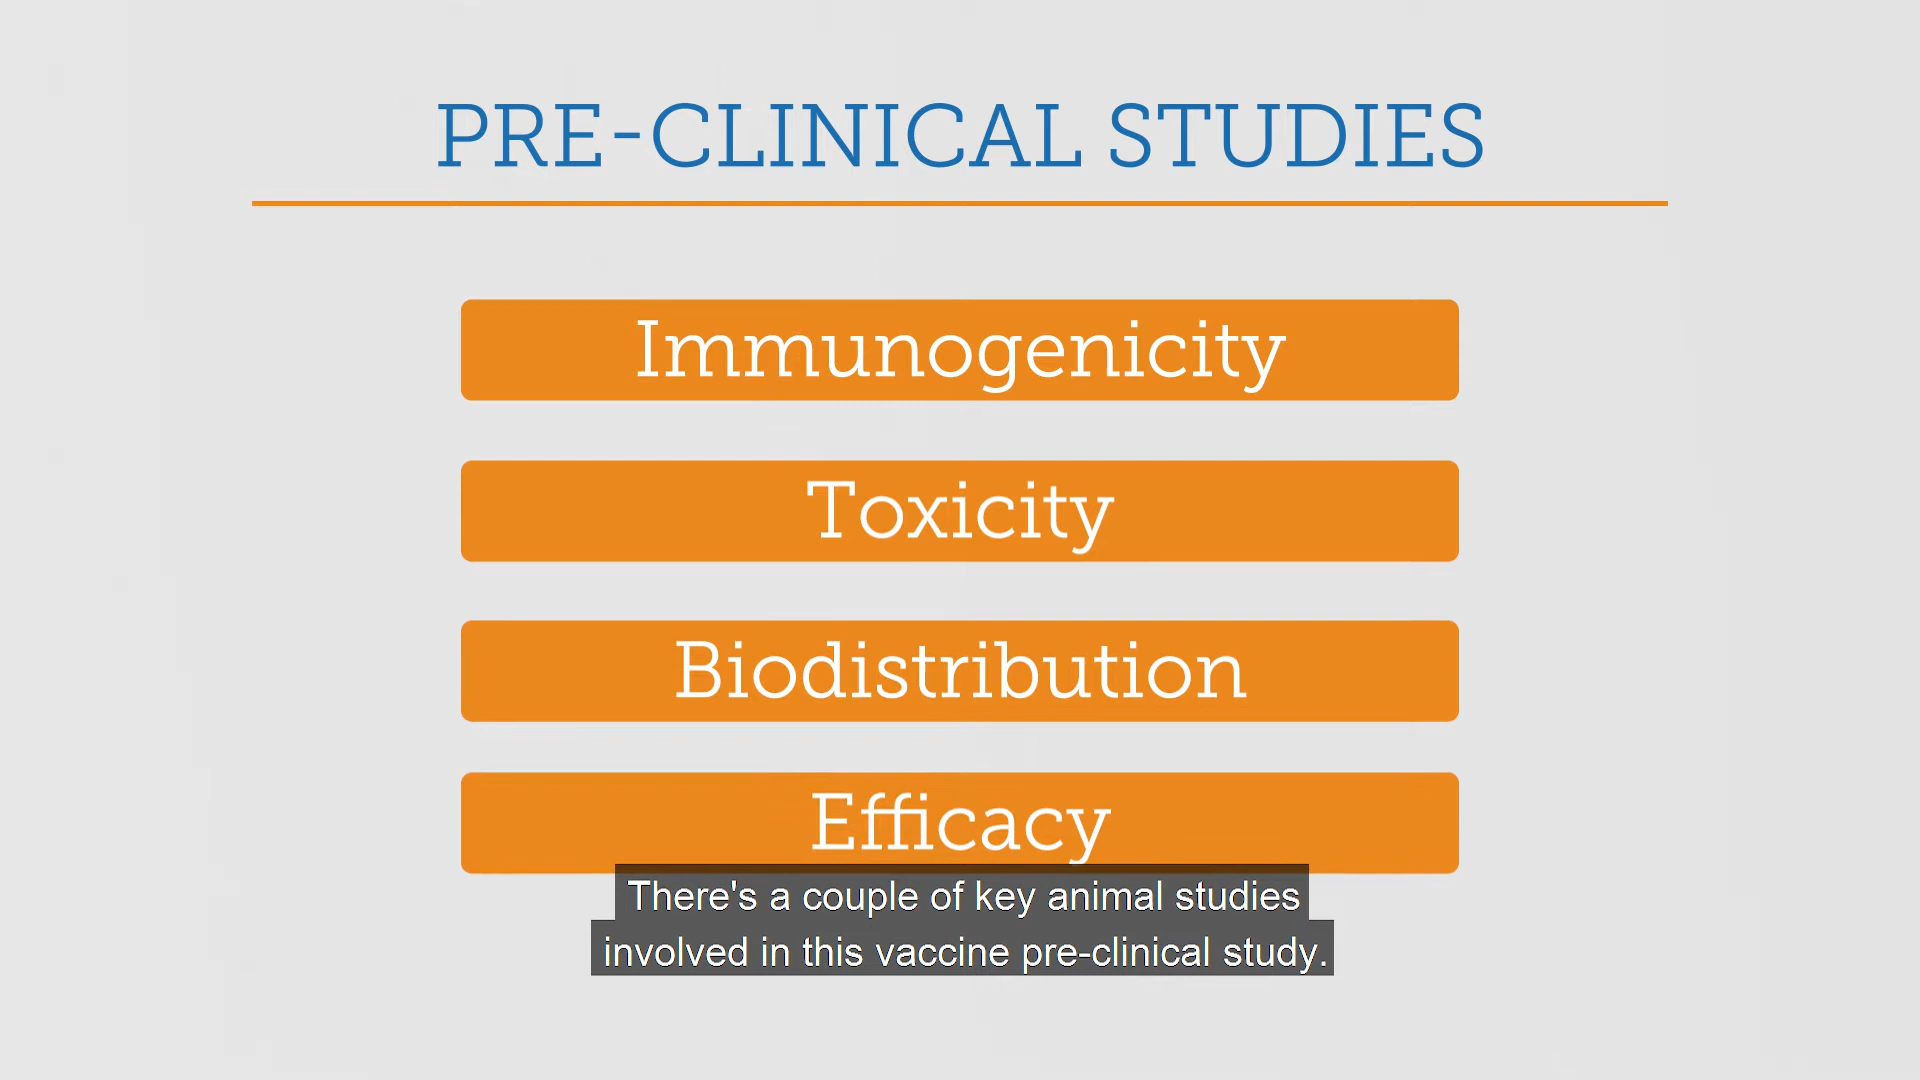 PRE-CLINICAL STUDIES
Immunogenicity
Toxicity
Biodistribution
Efficacy
There's a couple of key animal studies
involved in this vaccine pre-clinical study.